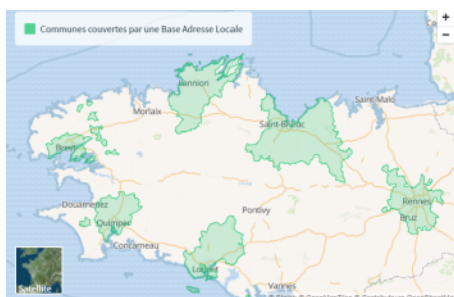 Communes couvertes par une Base Adresse Locale
+
−
Lannion
Morlaix
Saint Malo
Saint-Brieuc
Brest
Douarnenez
Rennes
Quimper
Pontivy
Bruz
Concarneau
Lorient
Vannes
Satellite